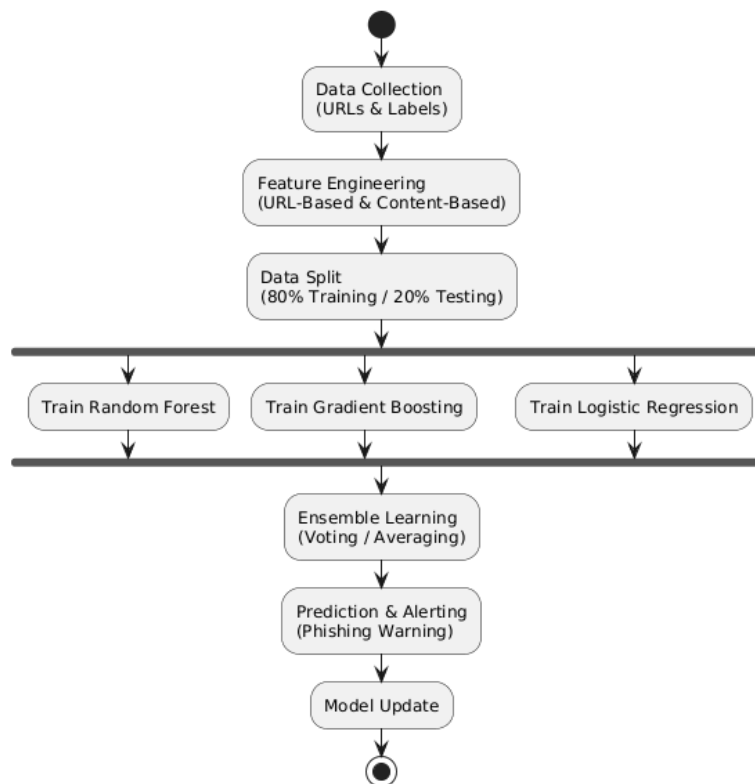 Data Collection
(URLs & Labels)
Feature Engineering
(URL-Based & Content-Based)
Data Split
(80% Training / 20% Testing)
Train Random Forest
Train Gradient Boosting
Train Logistic Regression
Ensemble Learning
(Voting / Averaging)
Prediction & Alerting
(Phishing Warning)
Model Update